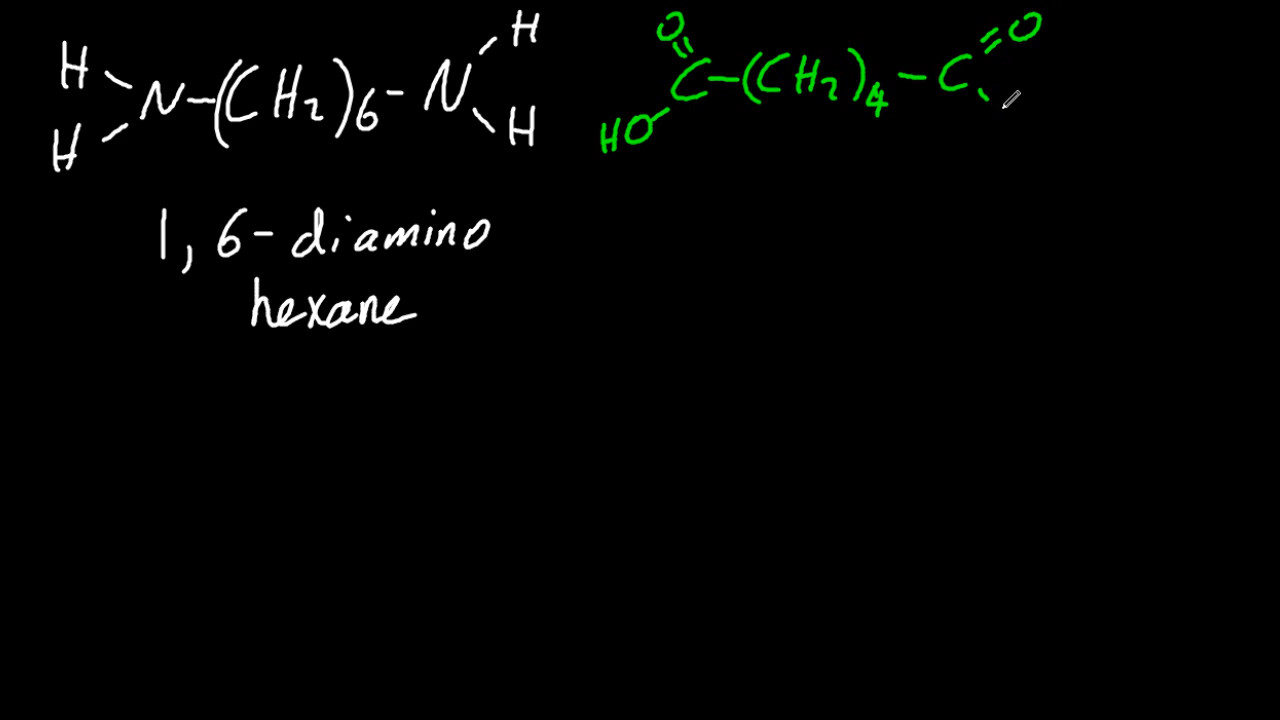 H H
N-(CH₂)₆-N
H H
O O
C-(CH₂)₄-C
HO
1, 6-diamino
hexane